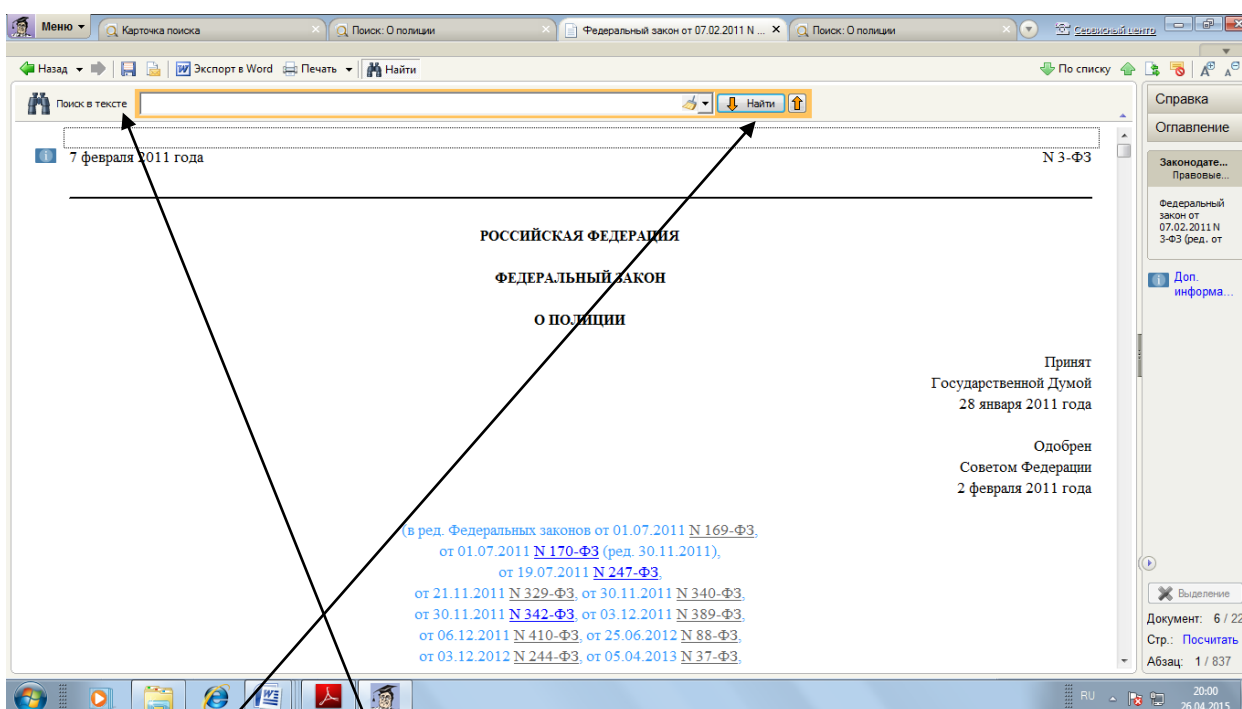 Меню
Карточка поиска
Поиск: О полиции
Федеральный закон от 07.02.2011 N ...
Поиск: О полиции
Сервисный центр
Назад
Экспорт в Word
Печать
Найти
По списку
Поиск в тексте
Найти
7 февраля 2011 года
N 3-ФЗ
РОССИЙСКАЯ ФЕДЕРАЦИЯ
ФЕДЕРАЛЬНЫЙ ЗАКОН
О ПОЛИЦИИ
Принят
Государственной Думой
28 января 2011 года
Одобрен
Советом Федерации
2 февраля 2011 года
(в ред. Федеральных законов от 01.07.2011 N 169-ФЗ,
от 01.07.2011 N 170-ФЗ (ред. 30.11.2011),
от 19.07.2011 N 247-ФЗ,
от 21.11.2011 N 329-ФЗ, от 30.11.2011 N 340-ФЗ,
от 30.11.2011 N 342-ФЗ, от 03.12.2011 N 389-ФЗ,
от 06.12.2011 N 410-ФЗ, от 25.06.2012 N 88-ФЗ,
от 03.12.2012 N 244-ФЗ, от 05.04.2013 N 37-ФЗ,
Справка
Оглавление
Законодате...
Правовые...
Федеральный
закон от
07.02.2011 N
3-ФЗ (ред. от
Доп.
информа...
Выделение
Документ: 6 / 22
Стр.: Посчитать
Абзац: 1 / 837
RU
20:00
26.04.2015